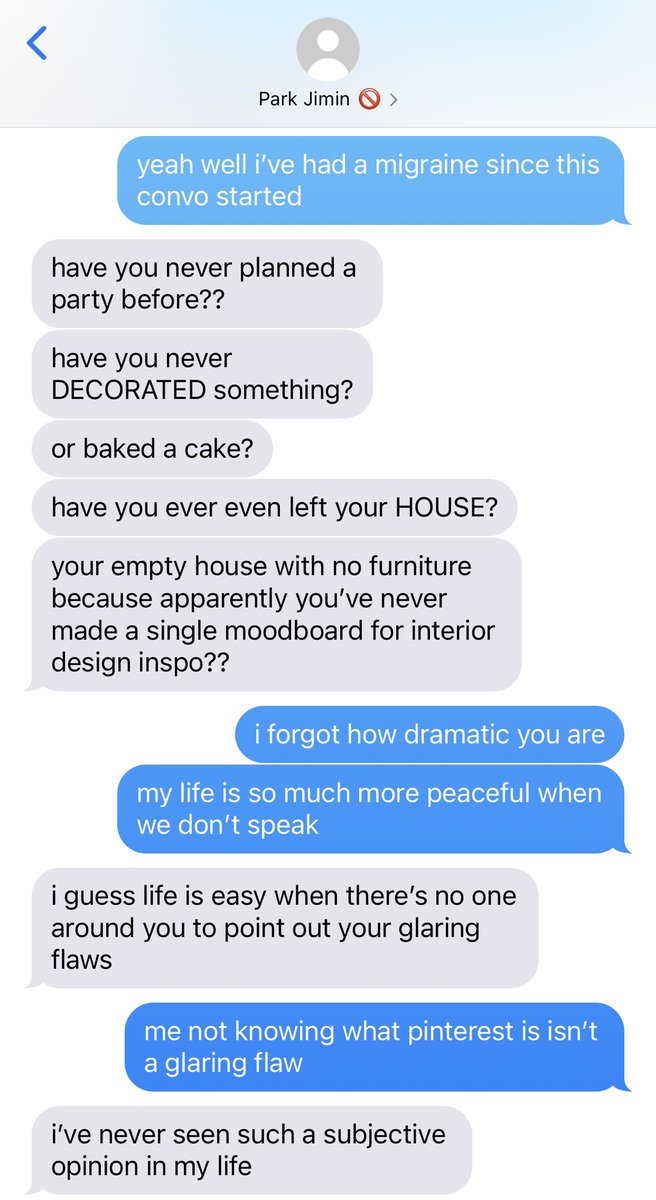 Park Jimin 🚫
yeah well i’ve had a migraine since this
convo started
have you never planned a
party before??
have you never
DECORATED something?
or baked a cake?
have you ever even left your HOUSE?
your empty house with no furniture
because apparently you’ve never
made a single moodboard for interior
design inspo??
i forgot how dramatic you are
my life is so much more peaceful when
we don’t speak
i guess life is easy when there’s no one
around you to point out your glaring
flaws
me not knowing what pinterest is isn’t
a glaring flaw
i’ve never seen such a subjective
opinion in my life